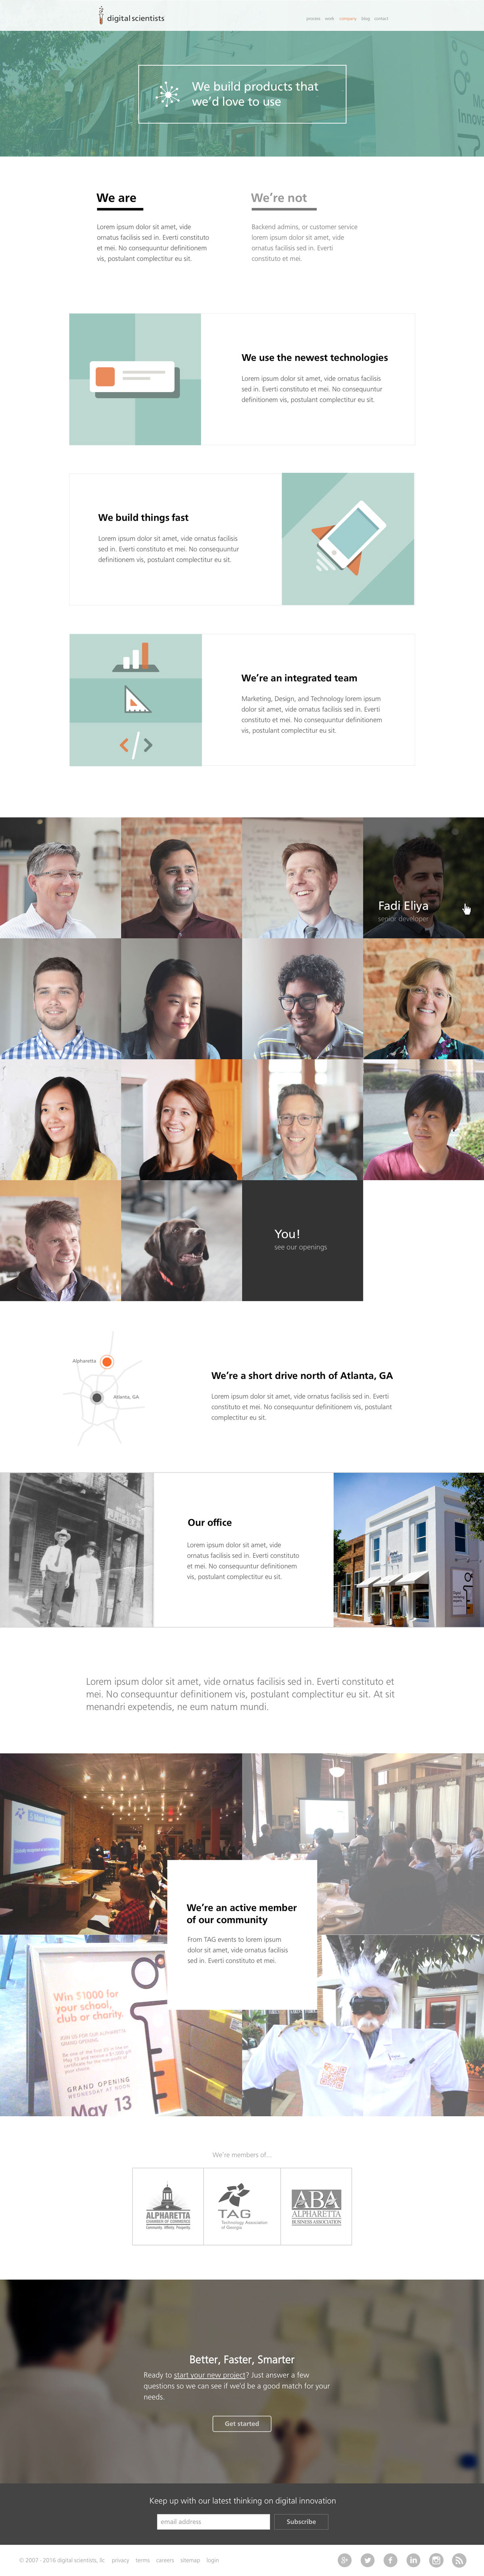 digital scientists
process work company blog contact
We build products that
we'd love to use
We are
Lorem ipsum dolor sit amet, vide
ornatus facilisis sed in. Everti constituto
et mei. No consequuntur definitionem
vis, postulant complectitur eu sit.
We're not
Backend admins, or customer service
lorem ipsum dolor sit amet, vide
ornatus facilisis sed in. Everti
constituto et mei.
We use the newest technologies
Lorem ipsum dolor sit amet, vide ornatus facilisis
sed in. Everti constituto et mei. No consequuntur
definitionem vis, postulant complectitur eu sit.
We build things fast
Lorem ipsum dolor sit amet, vide ornatus facilisis
sed in. Everti constituto et mei. No consequuntur
definitionem vis, postulant complectitur eu sit.
We're an integrated team
Marketing, Design, and Technology lorem ipsum
dolor sit amet, vide ornatus facilisis sed in. Everti
constituto et mei. No consequuntur definitionem
vis, postulant complectitur eu sit.
Fadi Eliya
senior developer
You!
see our openings
Alpharetta
Atlanta, GA
We're a short drive north of Atlanta, GA
Lorem ipsum dolor sit amet, vide ornatus facilisis sed in. Everti
constituto et mei. No consequuntur definitionem vis, postulant
complectitur eu sit.
Our office
Lorem ipsum dolor sit amet, vide
ornatus facilisis sed in. Everti constituto
et mei. No consequuntur definitionem
vis, postulant complectitur eu sit.
Lorem ipsum dolor sit amet, vide ornatus facilisis sed in. Everti constituto et
mei. No consequuntur definitionem vis, postulant complectitur eu sit. At sit
menandri expetendis, ne eum natum mundi.
We're an active member
of our community
From TAG events to lorem ipsum
dolor sit amet, vide ornatus facilisis
sed in. Everti constituto et mei.
Win $1000 for
your school,
club or charity.
GRAND OPENING
WEDNESDAY AT NOON
May 13
We're members of...
ALPHARETTA
CHAMBER OF COMMERCE
Community. Affinity. Prosperity.
TAG
Technology Association
of Georgia
ABA
ALPHARETTA
BUSINESS ASSOCIATION
Better, Faster, Smarter
Ready to start your new project? Just answer a few
questions so we can see if we'd be a good match for your
needs.
Get started
Keep up with our latest thinking on digital innovation
email address
Subscribe
© 2007 - 2016 digital scientists, llc privacy terms careers sitemap login